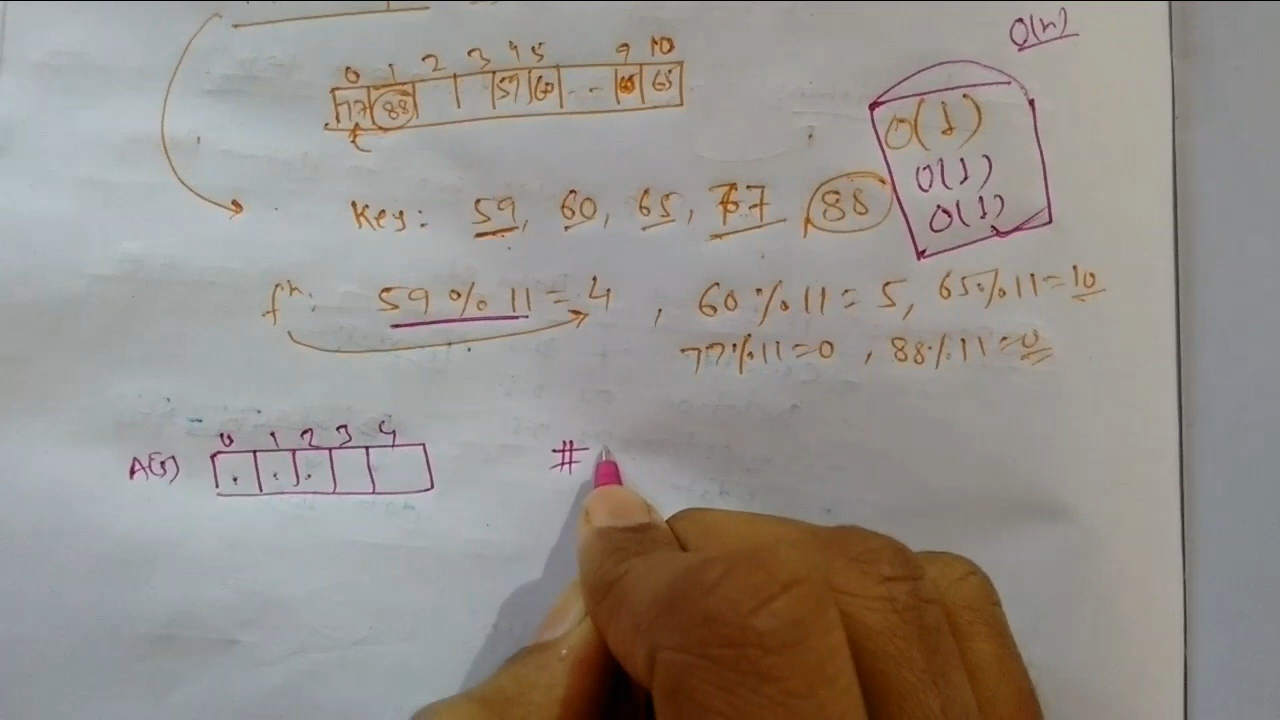 O(n)
0 1 2 3 4 5 9 10
77 88 59 60 - - 65
O(1)
O(1)
O(1)
Key: 59, 60, 65, 77 88
fn: 59 % 11 = 4, 60 % 11 = 5, 65 % 11 = 10
77 % 11 = 0, 88 % 11 = 0
0 1 2 3 4
#